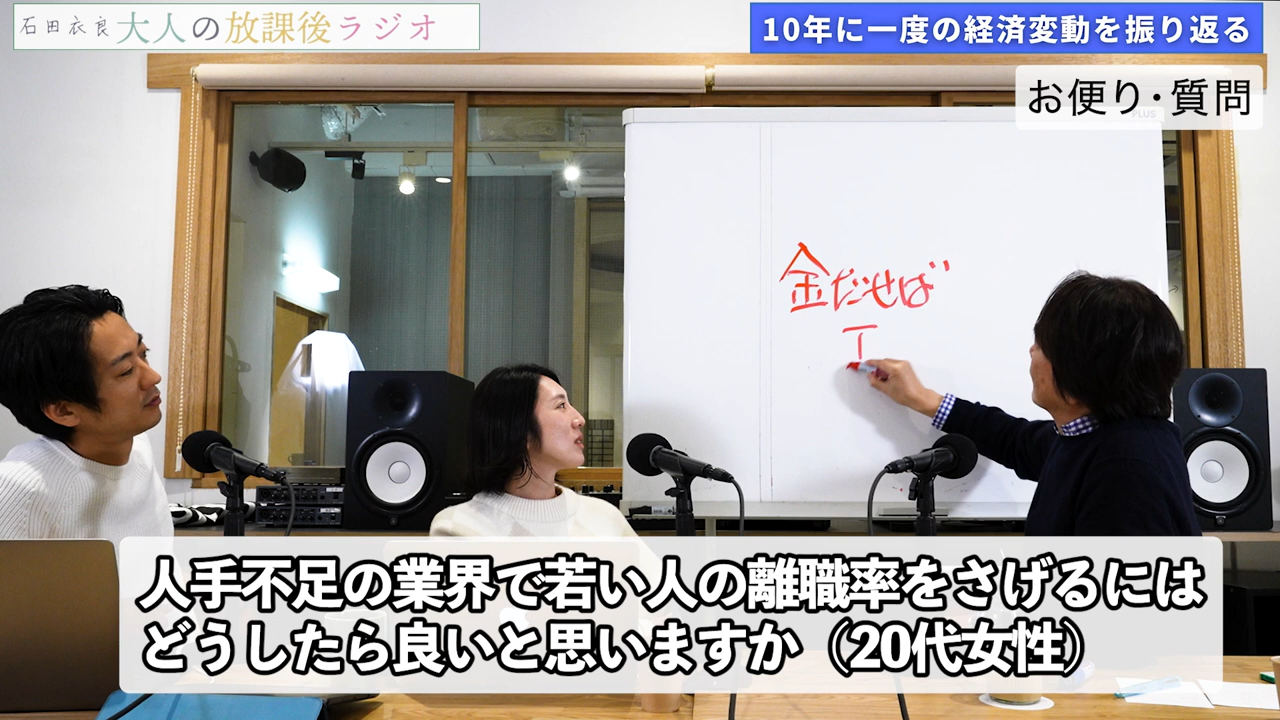 石田衣良 大人の放課後ラジオ
10年に一度の経済変動を振り返る
お便り・質問
PLUS
金だせば
人手不足の業界で若い人の離職率をさげるには
どうしたら良いと思いますか（20代女性）